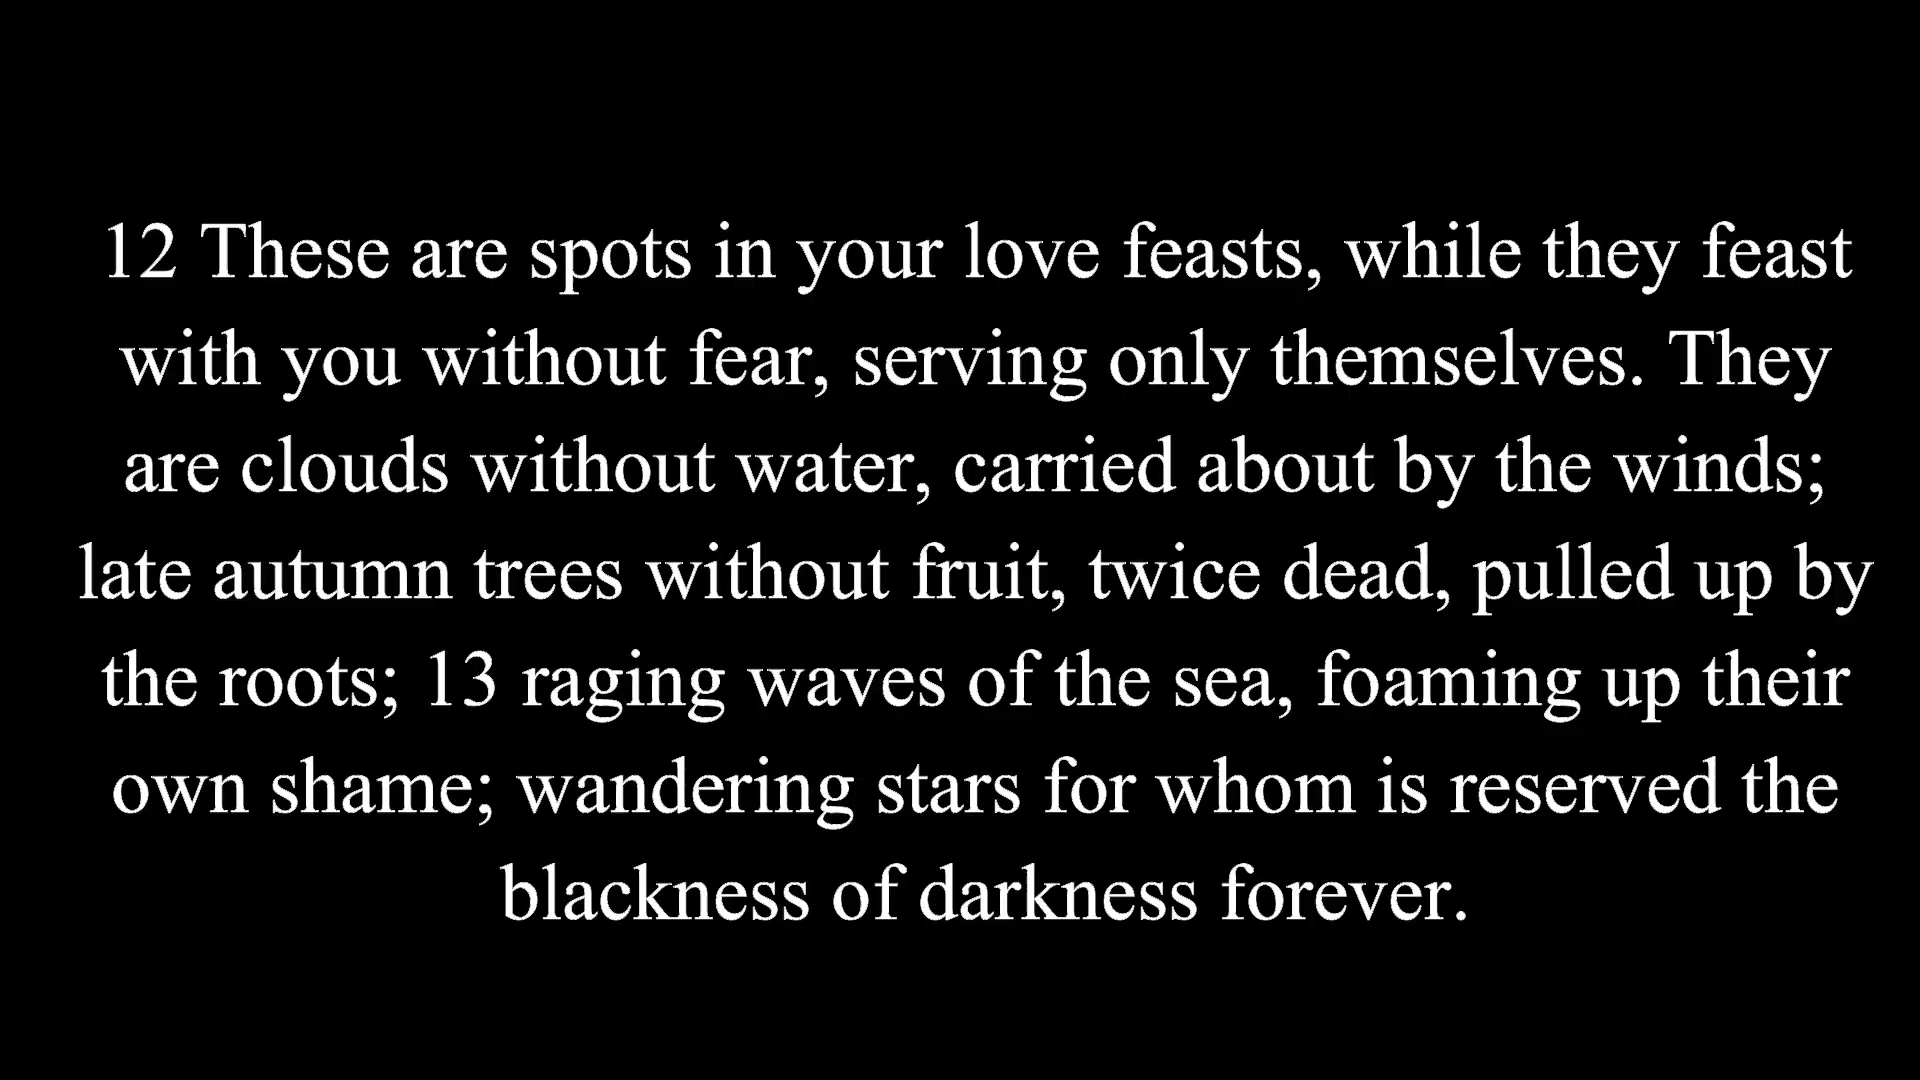 12 These are spots in your love feasts, while they feast
with you without fear, serving only themselves. They
are clouds without water, carried about by the winds;
late autumn trees without fruit, twice dead, pulled up by
the roots; 13 raging waves of the sea, foaming up their
own shame; wandering stars for whom is reserved the
blackness of darkness forever.